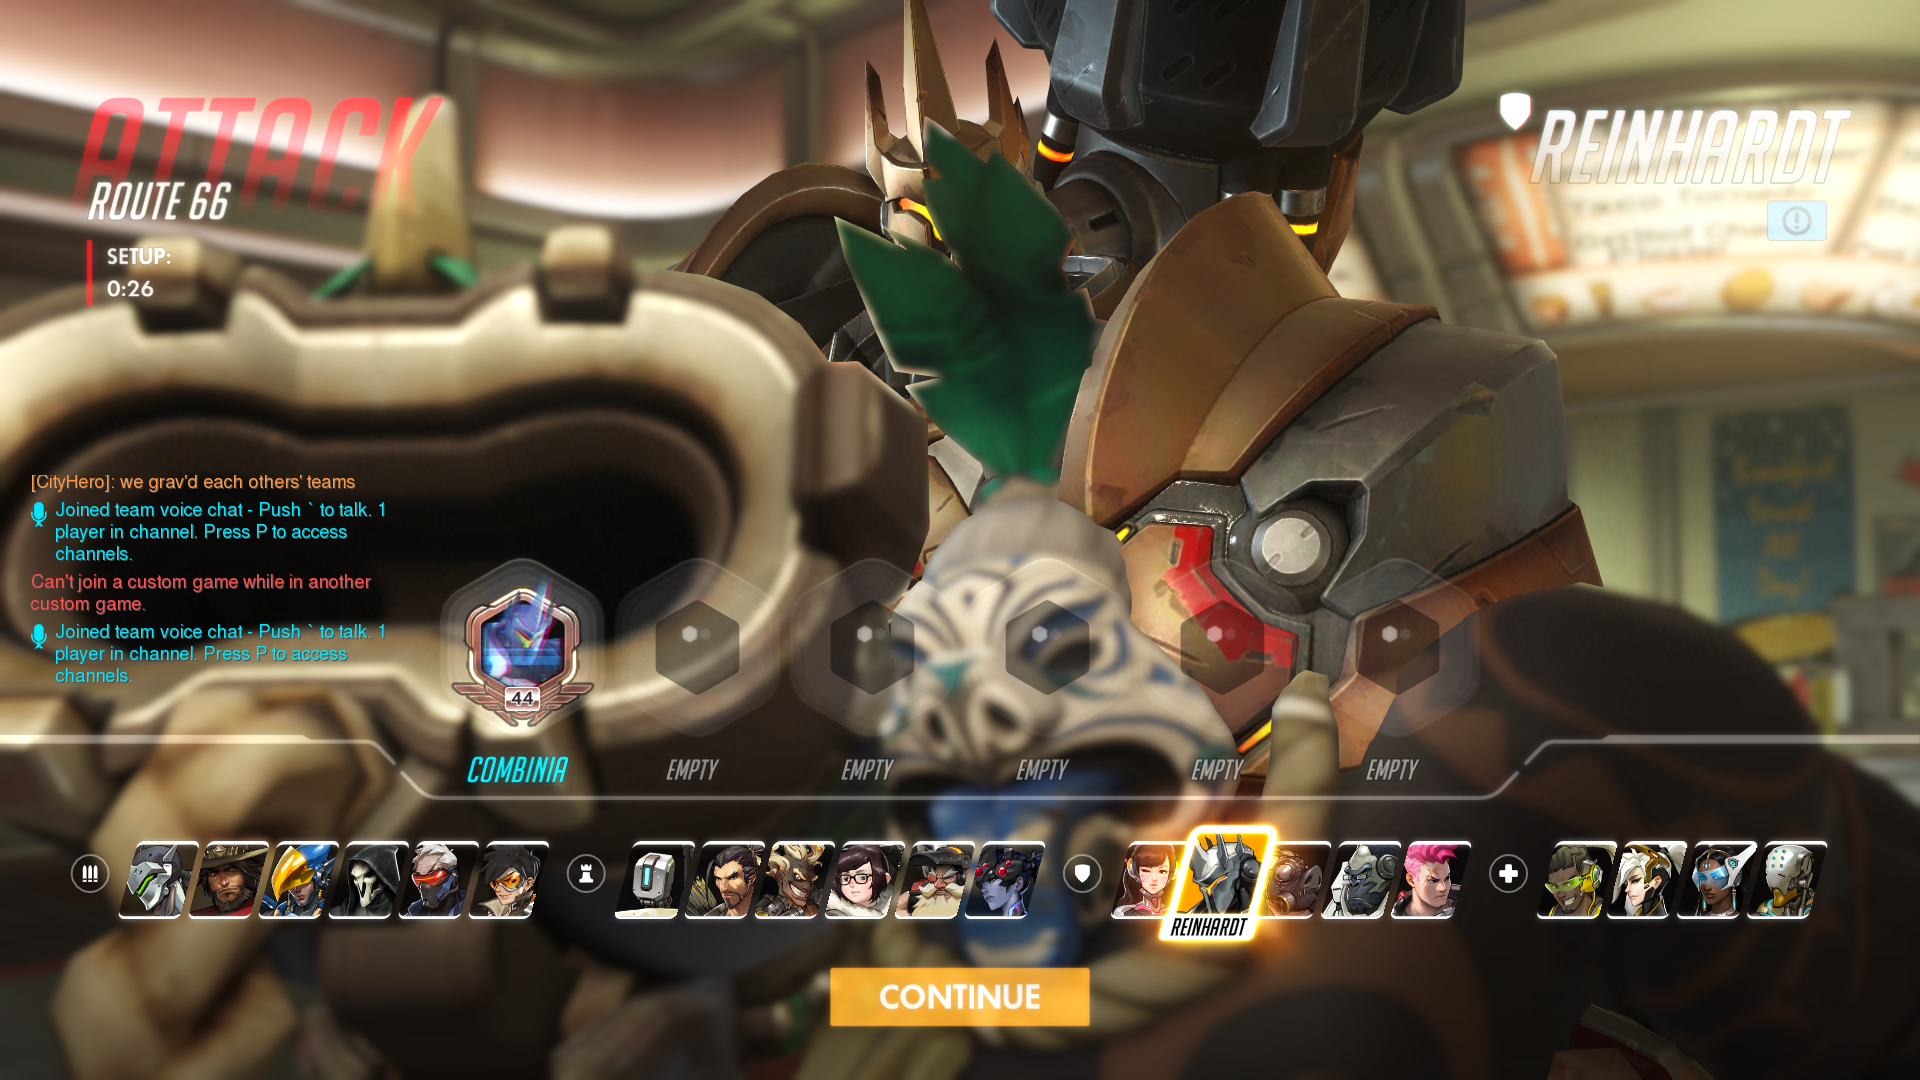 ATTACK
ROUTE 66
SETUP:
0:26
REINHARDT
[CityHero]: we grav'd each others' teams
Joined team voice chat - Push ` to talk. 1
player in channel. Press P to access
channels.
Can't join a custom game while in another
custom game.
Joined team voice chat - Push ` to talk. 1
player in channel. Press P to access
channels.
44
COMBINIA
EMPTY
EMPTY
EMPTY
EMPTY
EMPTY
REINHARDT
CONTINUE